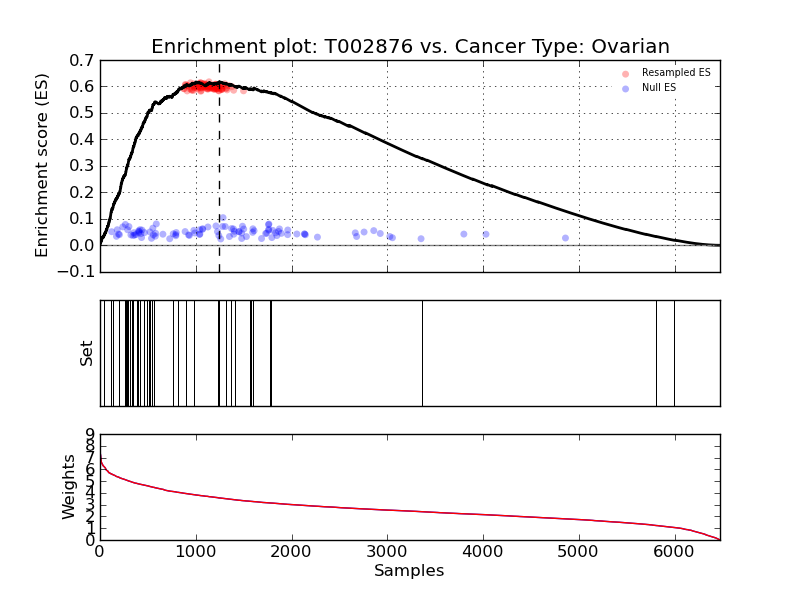 Enrichment plot: T002876 vs. Cancer Type: Ovarian
0.7
0.6
0.5
0.4
0.3
0.2
0.1
0.0
−0.1
Enrichment score (ES)
Resampled ES
Null ES
Set
9
8
7
6
5
4
3
2
1
0
Weights
0 1000 2000 3000 4000 5000 6000
Samples